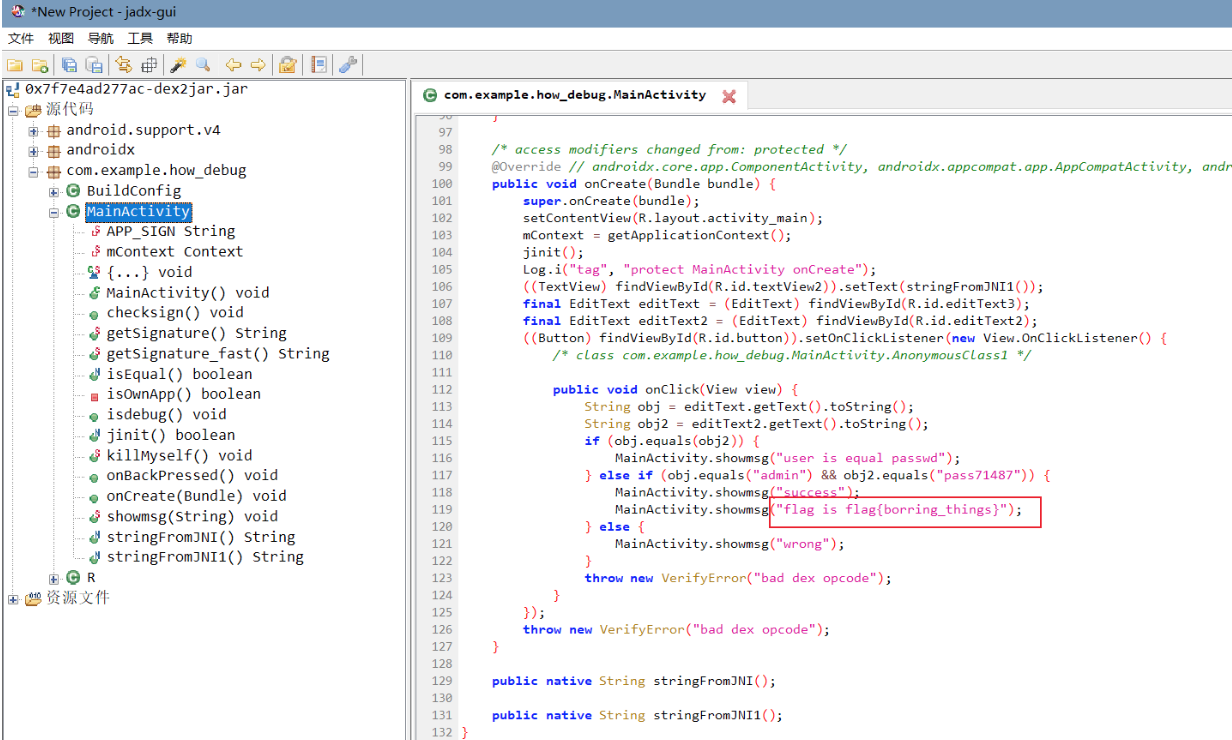 *New Project - jadx-gui
文件 视图 导航 工具 帮助
0x7f7e4ad277ac-dex2jar.jar
源代码
android.support.v4
androidx
com.example.how_debug
BuildConfig
MainActivity
APP_SIGN String
mContext Context
{...} void
MainActivity() void
checksign() void
getSignature() String
getSignature_fast() String
isEqual() boolean
isOwnApp() boolean
isdebug() void
jinit() boolean
killMyself() void
onBackPressed() void
onCreate(Bundle) void
showmsg(String) void
stringFromJNI() String
stringFromJNI1() String
R
资源文件
com.example.how_debug.MainActivity
96 }
97
98 /* access modifiers changed from: protected */
99 @Override // androidx.core.app.ComponentActivity, androidx.appcompat.app.AppCompatActivity, and
100 public void onCreate(Bundle bundle) {
101 super.onCreate(bundle);
102 setContentView(R.layout.activity_main);
103 mContext = getApplicationContext();
104 jinit();
105 Log.i("tag", "protect MainActivity onCreate");
106 ((TextView) findViewById(R.id.textView2)).setText(stringFromJNI1());
107 final EditText editText = (EditText) findViewById(R.id.editText3);
108 final EditText editText2 = (EditText) findViewById(R.id.editText2);
109 ((Button) findViewById(R.id.button)).setOnClickListener(new View.OnClickListener() {
110 /* class com.example.how_debug.MainActivity.AnonymousClass1 */
111
112 public void onClick(View view) {
113 String obj = editText.getText().toString();
114 String obj2 = editText2.getText().toString();
115 if (obj.equals(obj2)) {
116 MainActivity.showmsg("user is equal passwd");
117 } else if (obj.equals("admin") && obj2.equals("pass71487")) {
118 MainActivity.showmsg("success");
119 MainActivity.showmsg("flag is flag{borring_things}");
120 } else {
121 MainActivity.showmsg("wrong");
122 }
123 throw new VerifyError("bad dex opcode");
124 }
125 });
126 throw new VerifyError("bad dex opcode");
127 }
128
129 public native String stringFromJNI();
130
131 public native String stringFromJNI1();
132 }